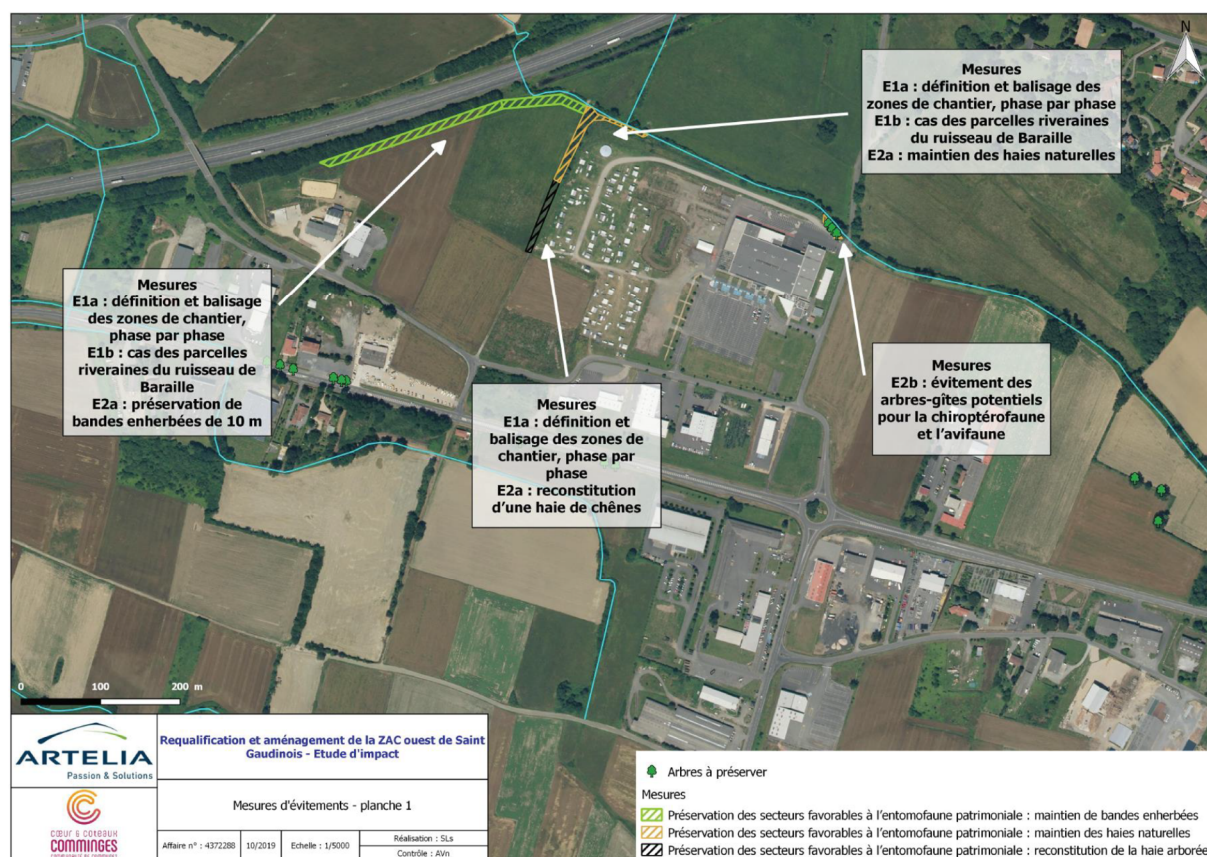 N
Mesures
E1a : définition et balisage des
zones de chantier, phase par phase
E1b : cas des parcelles riveraines
du ruisseau de Baraille
E2a : maintien des haies naturelles
Mesures
E1a : définition et balisage
des zones de chantier,
phase par phase
E1b : cas des parcelles
riveraines du ruisseau de
Baraille
E2a : préservation de
bandes enherbées de 10 m
Mesures
E1a : définition et
balisage des zones de
chantier, phase par
phase
E2a : reconstitution
d'une haie de chênes
Mesures
E2b : évitement des
arbres-gîtes potentiels
pour la chiroptérofaune
et l'avifaune
0 100 200 m
ARTELIA
Passion & Solutions
Requalification et aménagement de la ZAC ouest de Saint
Gaudinois - Etude d'impact
Mesures d'évitements - planche 1
cœur & coteaux
COMMINGES
Affaire n° : 4372288
10/2019
Echelle : 1/5000
Réalisation : SLs
Contrôle : AVn
Arbres à préserver
Mesures
Préservation des secteurs favorables à l'entomofaune patrimoniale : maintien de bandes enherbées
Préservation des secteurs favorables à l'entomofaune patrimoniale : maintien des haies naturelles
Préservation des secteurs favorables à l'entomofaune patrimoniale : reconstitution de la haie arborée